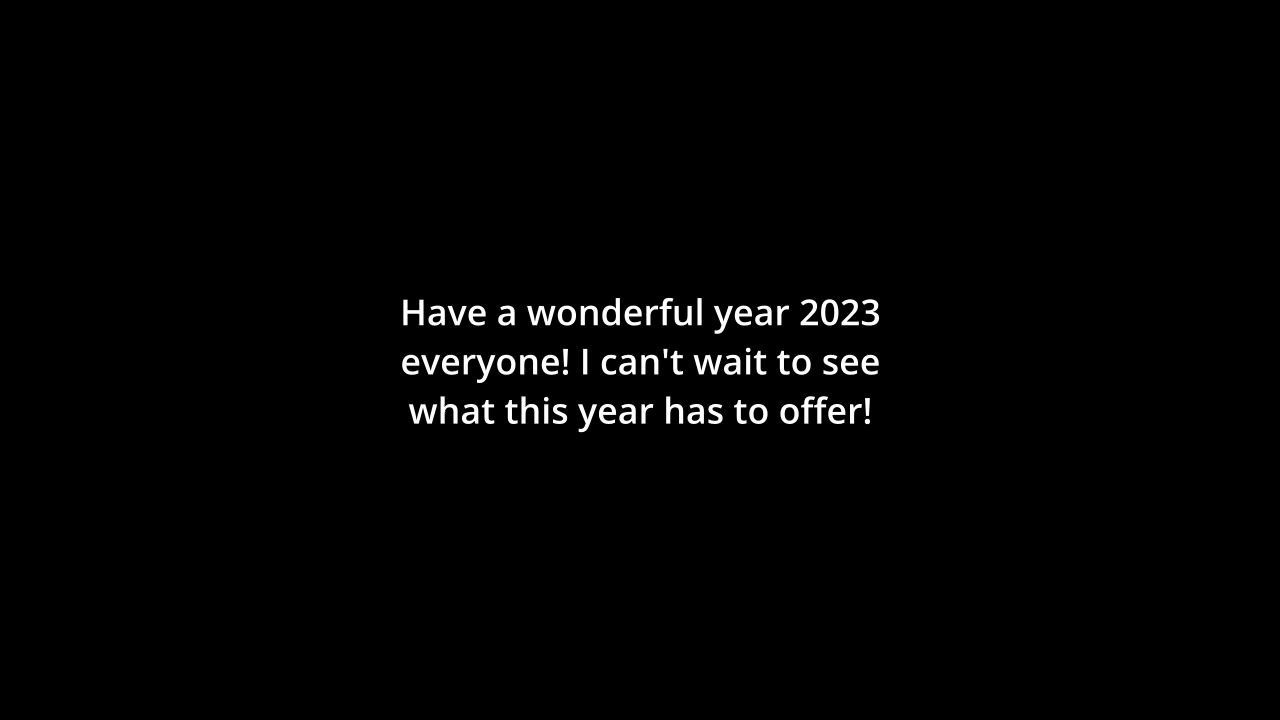 Have a wonderful year 2023
everyone! I can't wait to see
what this year has to offer!